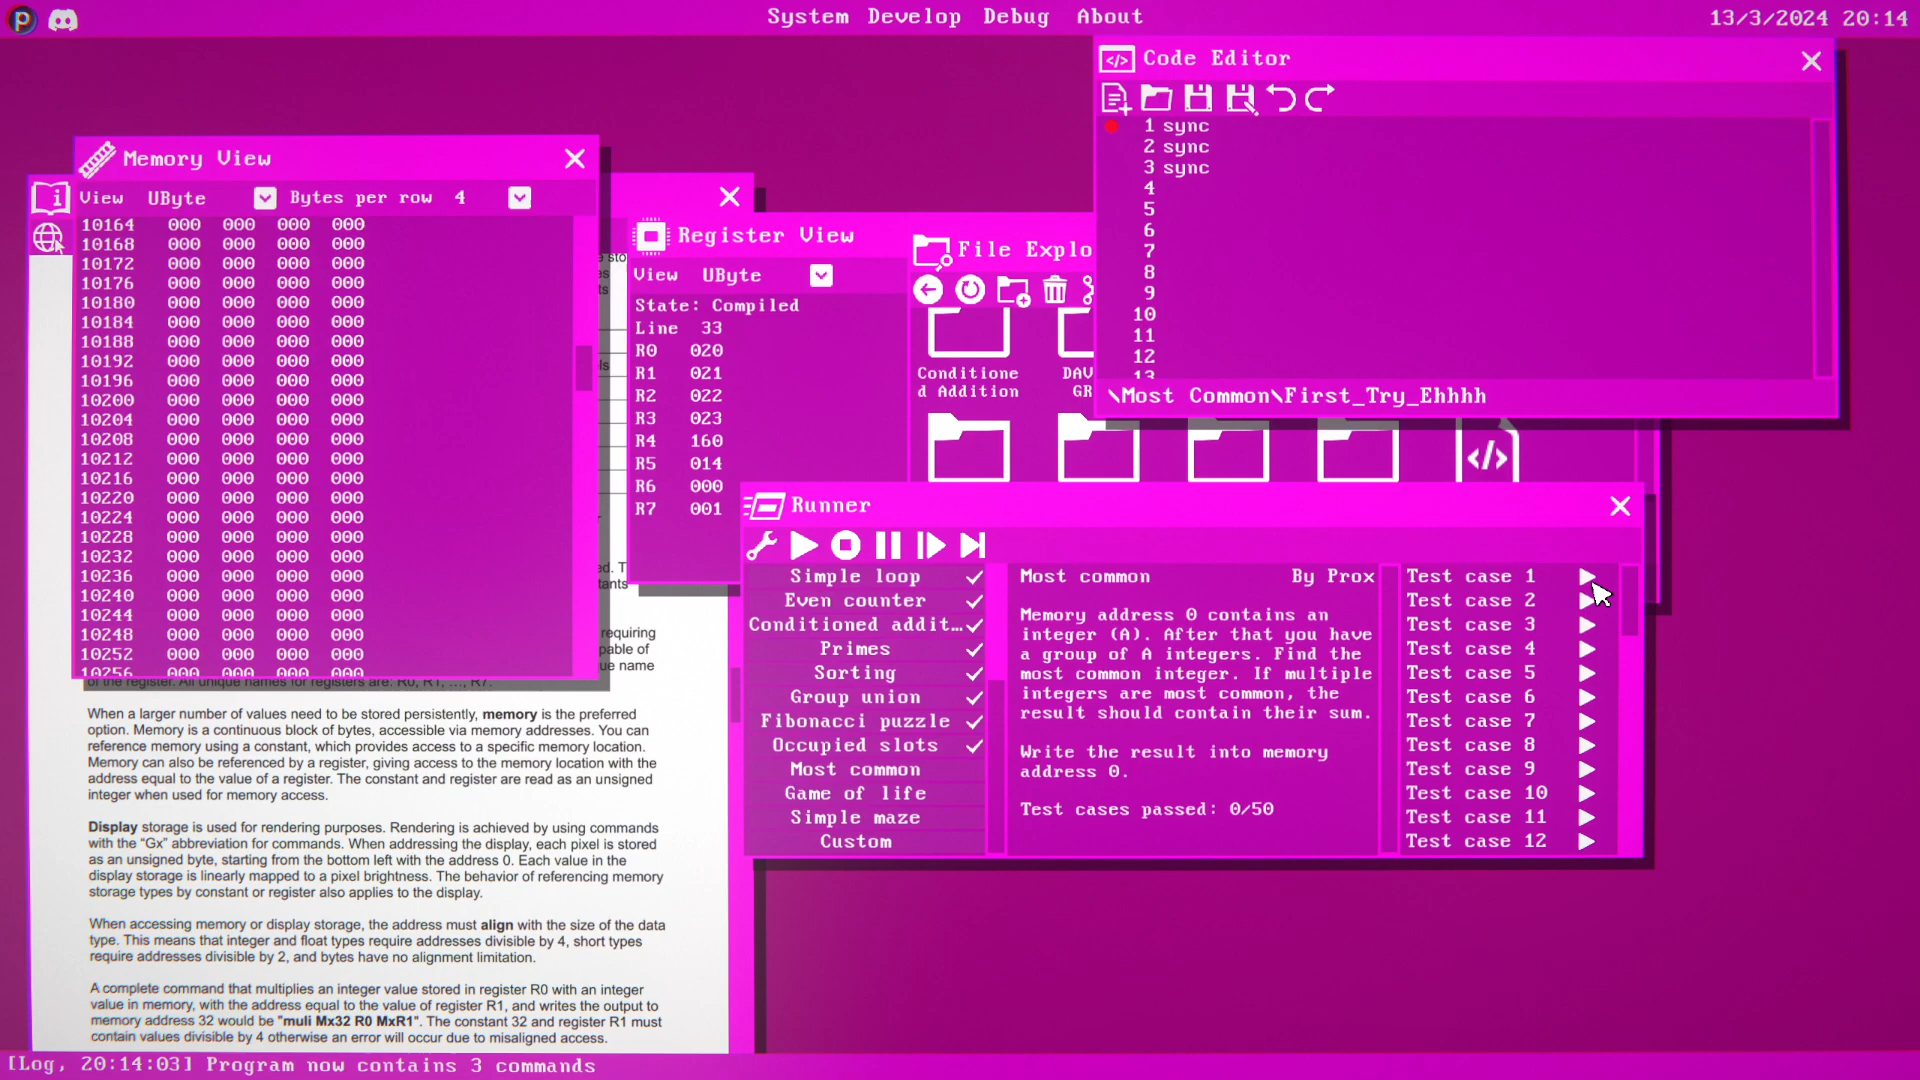 System Develop Debug About
13/3/2024 20:14
Code Editor
1 sync
2 sync
3 sync
4
5
6
7
8
9
10
11
12
13
\Most Common\First_Try_Ehhhh
Memory View
View UByte Bytes per row 4
10164 000 000 000 000
10168 000 000 000 000
10172 000 000 000 000
10176 000 000 000 000
10180 000 000 000 000
10184 000 000 000 000
10188 000 000 000 000
10192 000 000 000 000
10196 000 000 000 000
10200 000 000 000 000
10204 000 000 000 000
10208 000 000 000 000
10212 000 000 000 000
10216 000 000 000 000
10220 000 000 000 000
10224 000 000 000 000
10228 000 000 000 000
10232 000 000 000 000
10236 000 000 000 000
10240 000 000 000 000
10244 000 000 000 000
10248 000 000 000 000
10252 000 000 000 000
10256 000 000 000 000
Register View
View UByte
State: Compiled
Line 33
R0 020
R1 021
R2 022
R3 023
R4 160
R5 014
R6 000
R7 001
File Explo
Conditione
d Addition
DAV
GR
Runner
Simple loop
Even counter
Conditioned addit…
Primes
Sorting
Group union
Fibonacci puzzle
Occupied slots
Most common
Game of life
Simple maze
Custom
Most common By Prox
Memory address 0 contains an
integer (A). After that you have
a group of A integers. Find the
most common integer. If multiple
integers are most common, the
result should contain their sum.
Write the result into memory
address 0.
Test cases passed: 0/50
Test case 1
Test case 2
Test case 3
Test case 4
Test case 5
Test case 6
Test case 7
Test case 8
Test case 9
Test case 10
Test case 11
Test case 12
requiring
pable of
ue name
of the register. All unique names for registers are: R0, R1, ..., R7.
When a larger number of values need to be stored persistently, memory is the preferred
option. Memory is a continuous block of bytes, accessible via memory addresses. You can
reference memory using a constant, which provides access to a specific memory location.
Memory can also be referenced by a register, giving access to the memory location with the
address equal to the value of a register. The constant and register are read as an unsigned
integer when used for memory access.
Display storage is used for rendering purposes. Rendering is achieved by using commands
with the “Gx” abbreviation for commands. When addressing the display, each pixel is stored
as an unsigned byte, starting from the bottom left with the address 0. Each value in the
display storage is linearly mapped to a pixel brightness. The behavior of referencing memory
storage types by constant or register also applies to the display.
When accessing memory or display storage, the address must align with the size of the data
type. This means that integer and float types require addresses divisible by 4, short types
require addresses divisible by 2, and bytes have no alignment limitation.
A complete command that multiplies an integer value stored in register R0 with an integer
value in memory, with the address equal to the value of register R1, and writes the output to
memory address 32 would be "muli Mx32 R0 MxR1". The constant 32 and register R1 must
contain values divisible by 4 otherwise an error will occur due to misaligned access.
[Log, 20:14:03] Program now contains 3 commands